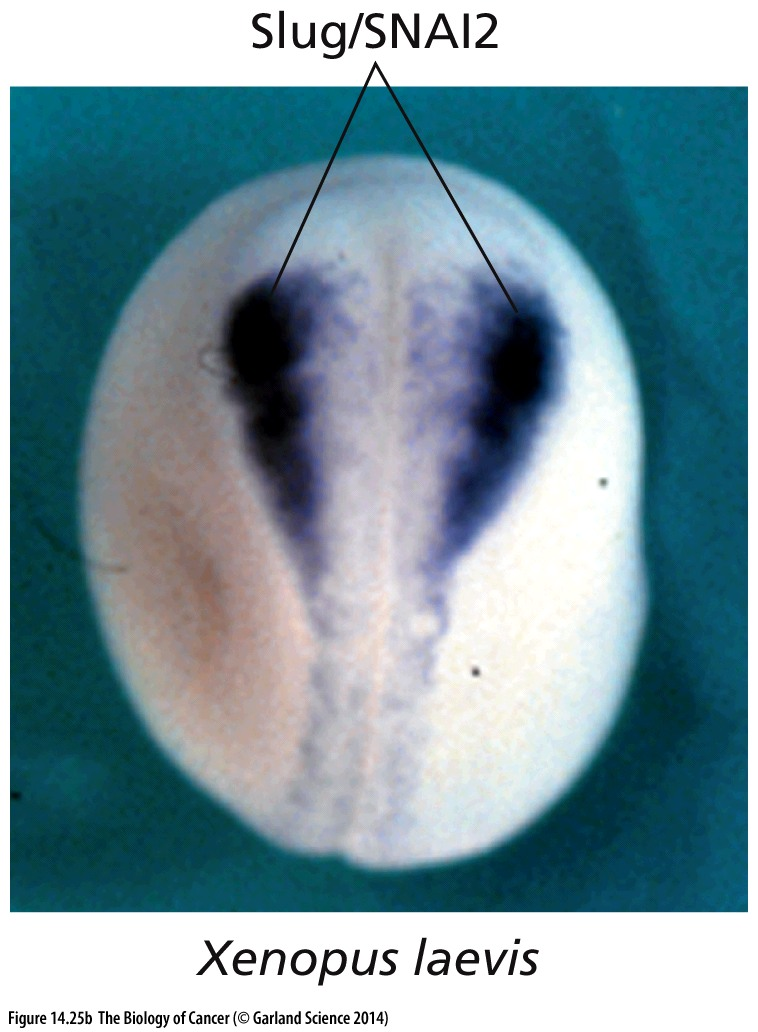 Slug/SNAI2
Xenopus laevis
Figure 14.25b The Biology of Cancer (© Garland Science 2014)